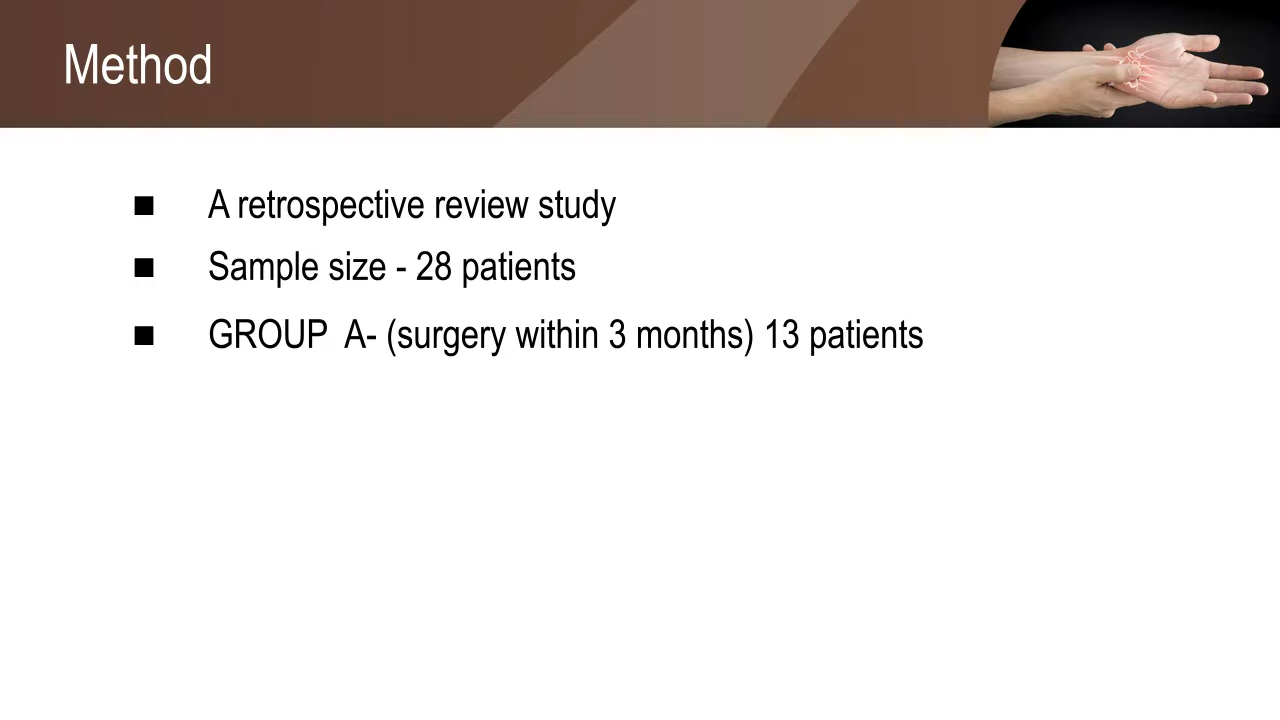 Method
■ A retrospective review study
■ Sample size - 28 patients
■ GROUP  A- (surgery within 3 months) 13 patients